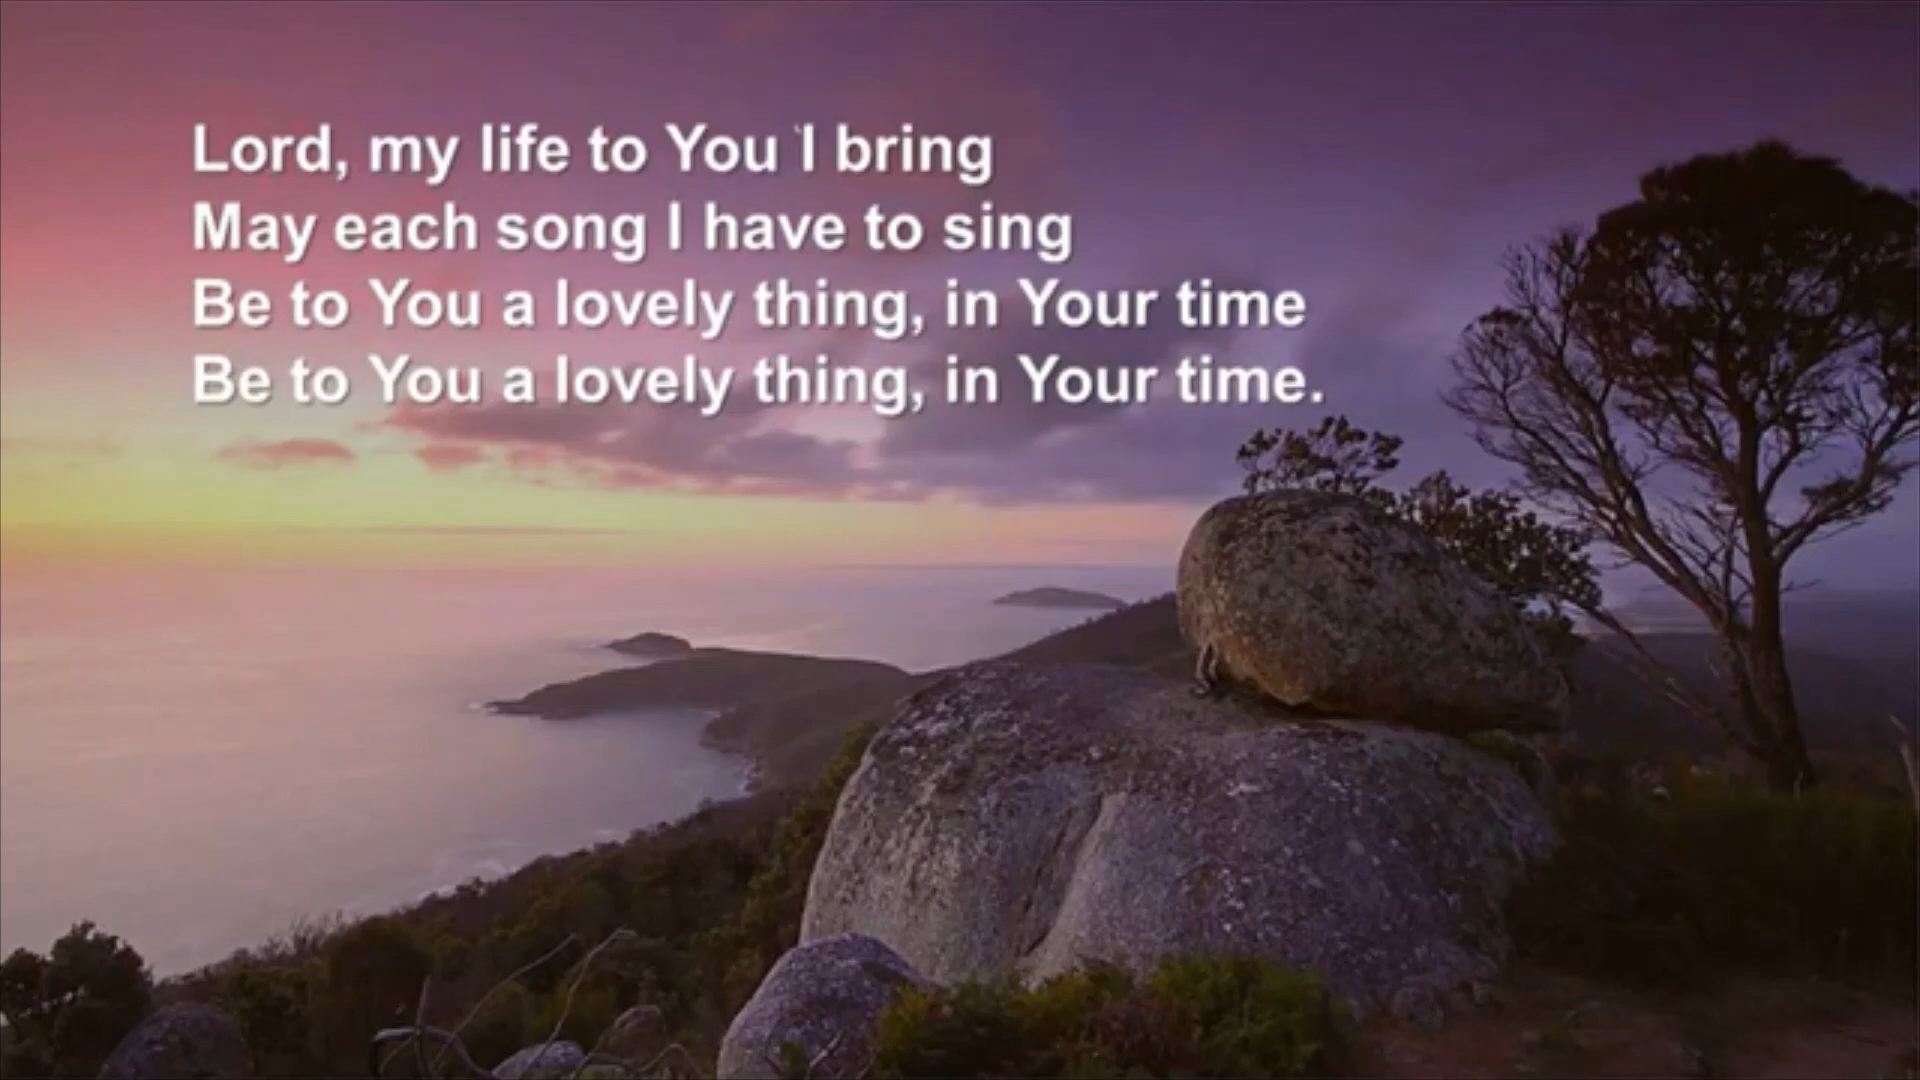 Lord, my life to You I bring
May each song I have to sing
Be to You a lovely thing, in Your time
Be to You a lovely thing, in Your time.